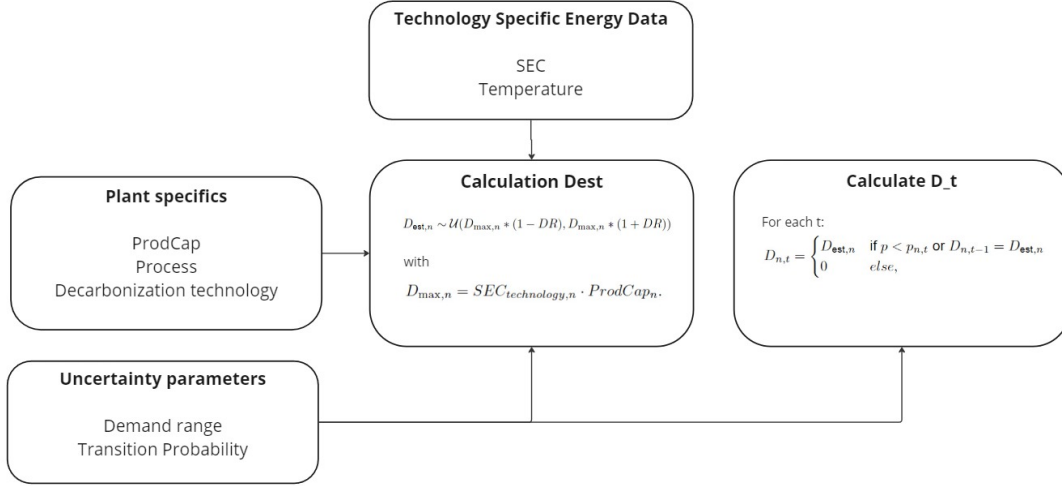 Technology Specific Energy Data
SEC
Temperature
Plant specifics
ProdCap
Process
Decarbonization technology
Calculation Dest
D_{est,n} ∼ 𝒰(D_{max,n} * (1 − DR), D_{max,n} * (1 + DR))
with
D_{max,n} = SEC_{technology,n} · ProdCap_n.
Calculate D_t
For each t:
D_{n,t} = { D_{est,n} if p < p_{n,t} or D_{n,t−1} = D_{est,n}
0 else,
Uncertainty parameters
Demand range
Transition Probability